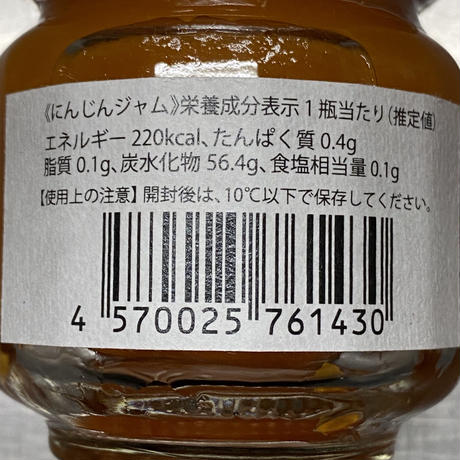 《にんじんジャム》栄養成分表示1瓶当たり(推定値)
エネルギー 220kcal、たんぱく質 0.4g
脂質 0.1g、炭水化物 56.4g、食塩相当量 0.1g
【使用上の注意】開封後は、10℃以下で保存してください。
4 570025 761430